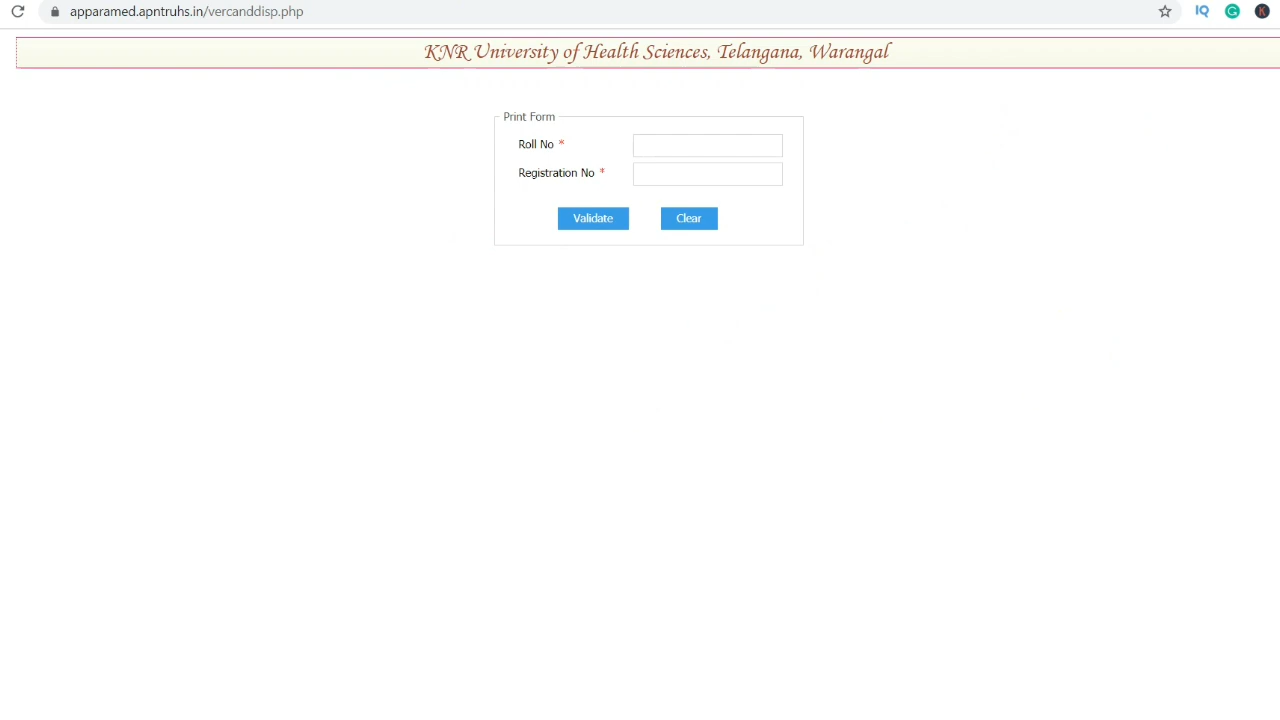 apparamed.apntruhs.in/vercanddisp.php
IQ
G
K
KNR University of Health Sciences, Telangana, Warangal
Print Form
Roll No *
Registration No *
Validate Clear